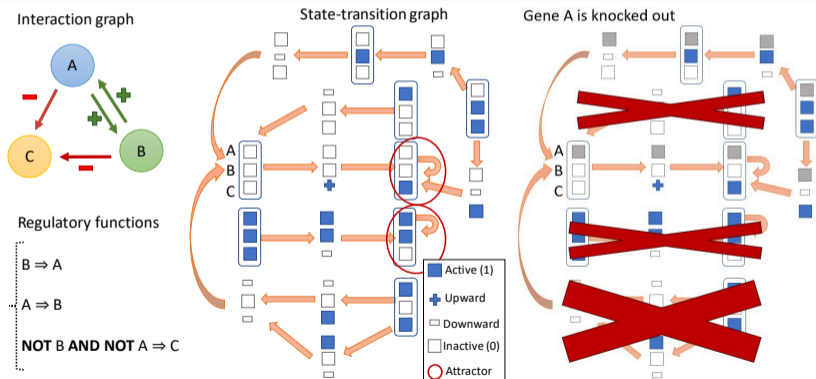 Interaction graph
State-transition graph
Gene A is knocked out
A
B
C
A
B
C
A
B
C
Regulatory functions
B ⇒ A
A ⇒ B
NOT B AND NOT A ⇒ C
Active (1)
Upward
Downward
Inactive (0)
Attractor